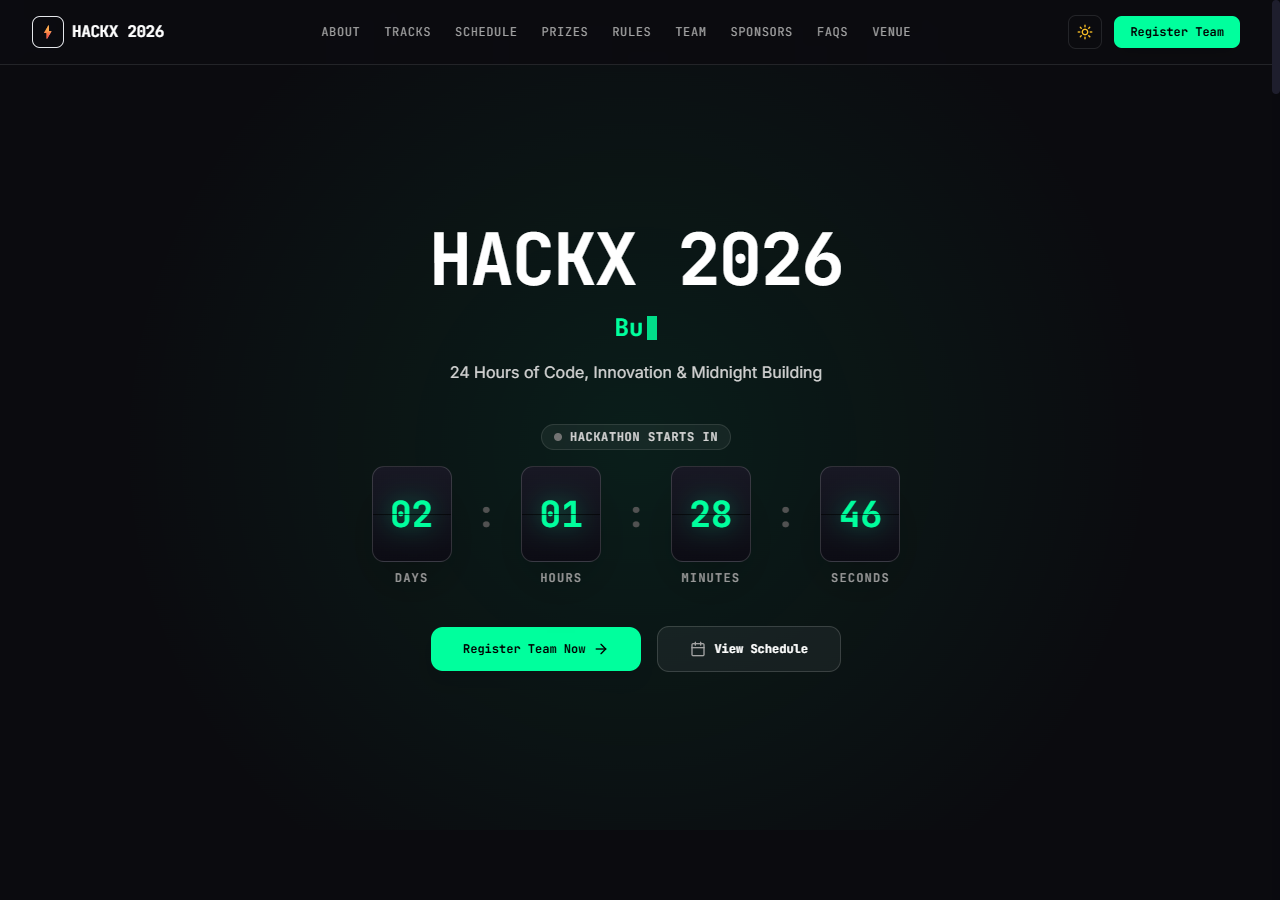 HACKX 2026
ABOUT TRACKS SCHEDULE PRIZES RULES TEAM SPONSORS FAQS VENUE
Register Team
HACKX 2026
Bu
24 Hours of Code, Innovation & Midnight Building
HACKATHON STARTS IN
02 : 01 : 28 : 46
DAYS HOURS MINUTES SECONDS
Register Team Now
View Schedule